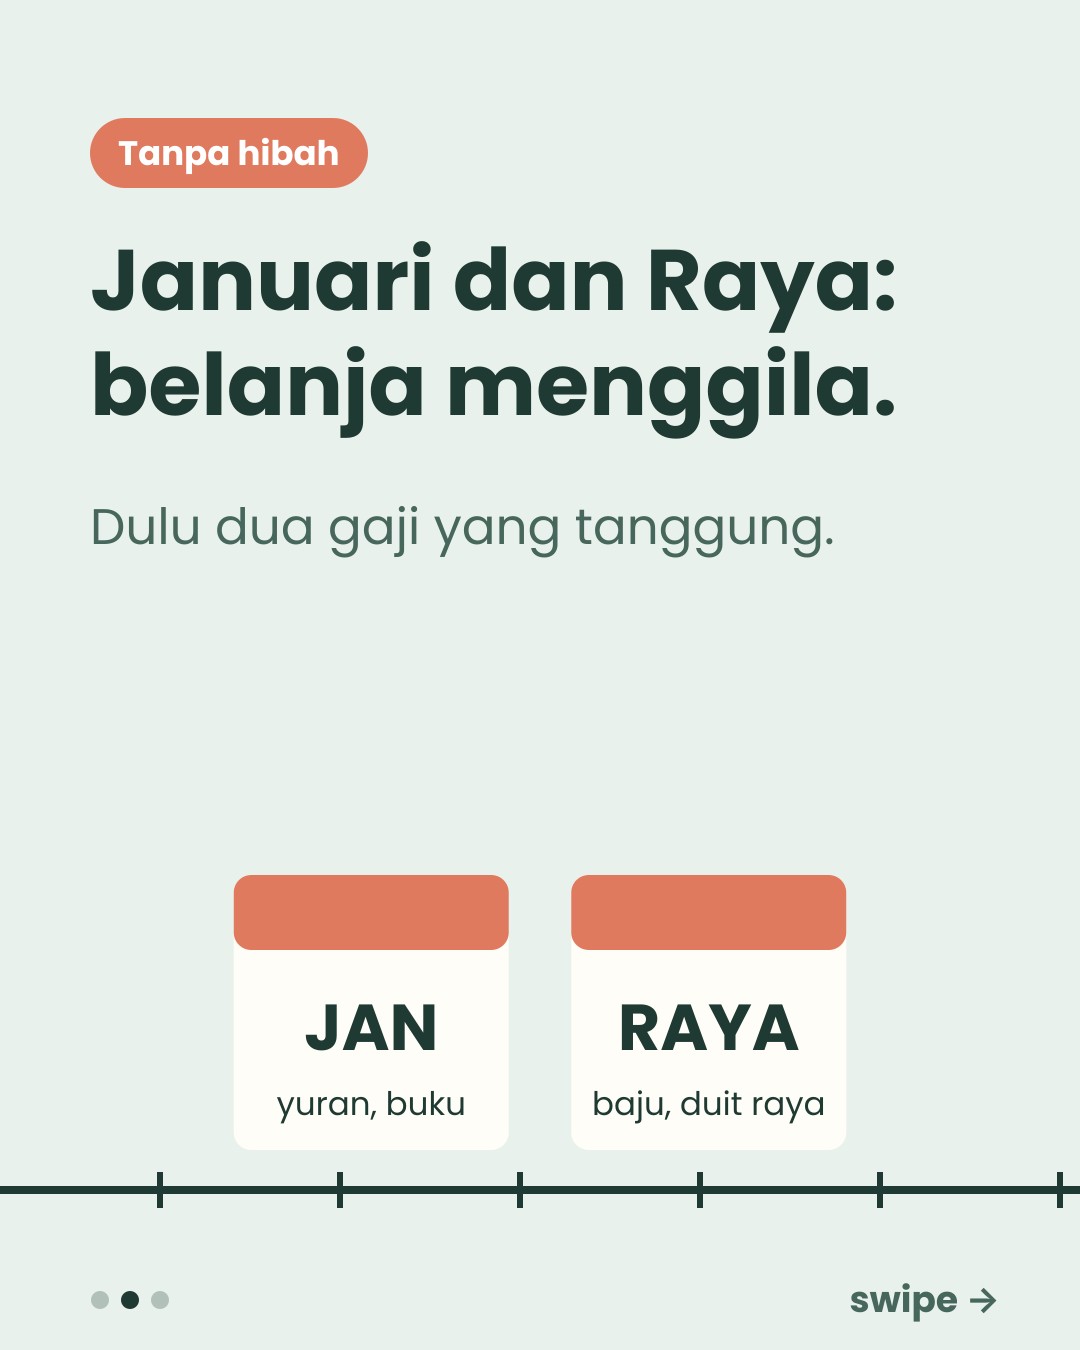 Tanpa hibah
Januari dan Raya:
belanja menggila.
Dulu dua gaji yang tanggung.
JAN
yuran, buku
RAYA
baju, duit raya
swipe →